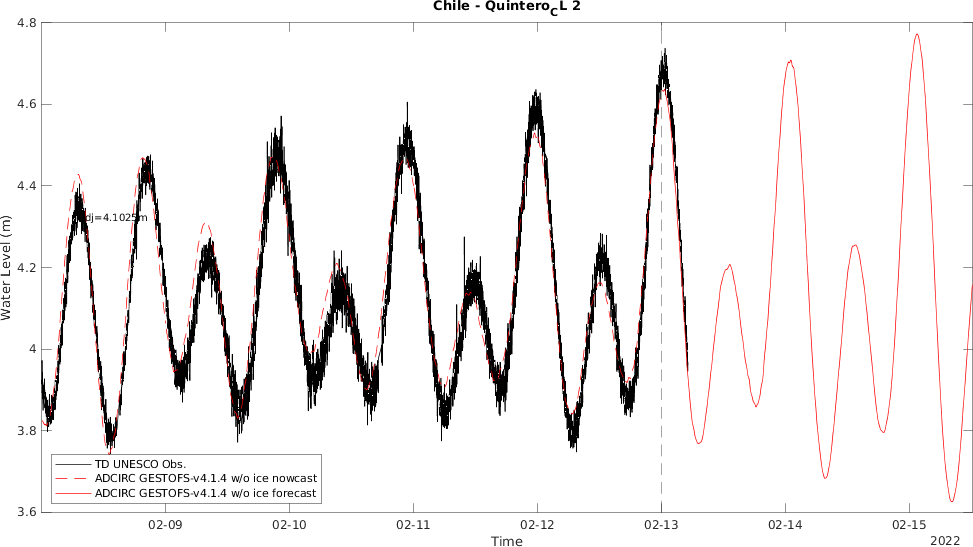 Chile - Quintero_CL 2
4.8
4.6
4.4
4.2
4
3.8
3.6
Water Level (m)
dj=4.1025m
TD UNESCO Obs.
ADCIRC GESTOFS-v4.1.4 w/o ice nowcast
ADCIRC GESTOFS-v4.1.4 w/o ice forecast
02-09 02-10 02-11 02-12 02-13 02-14 02-15
Time
2022